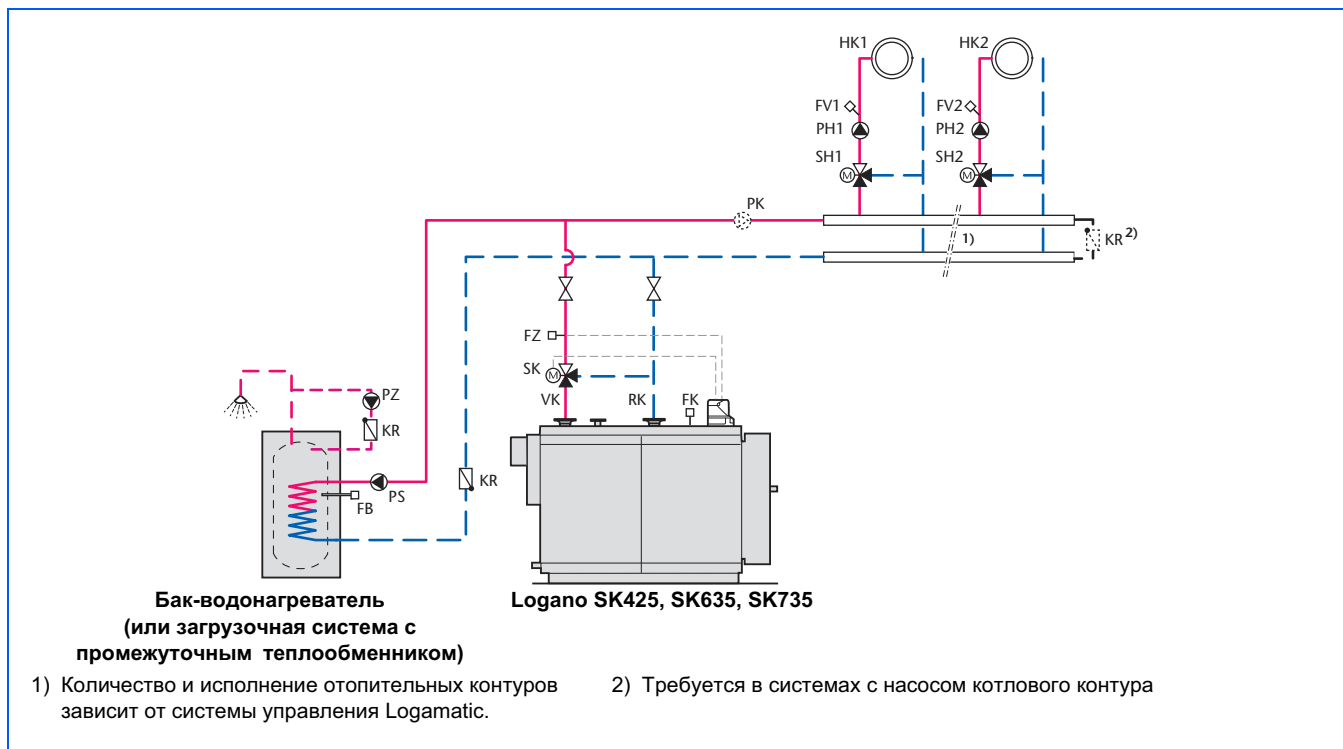 HK1
HK2
FV1
FV2
PH1
PH2
SH1
SH2
M
M
PK
1)
KR 2)
FZ
SK
M
VK
RK
FK
PZ
KR
KR
PS
FB
Бак-водонагреватель
(или загрузочная система с
промежуточным теплообменником)
Logano SK425, SK635, SK735
1) Количество и исполнение отопительных контуров
зависит от системы управления Logamatic.
2) Требуется в системах с насосом котлового контура